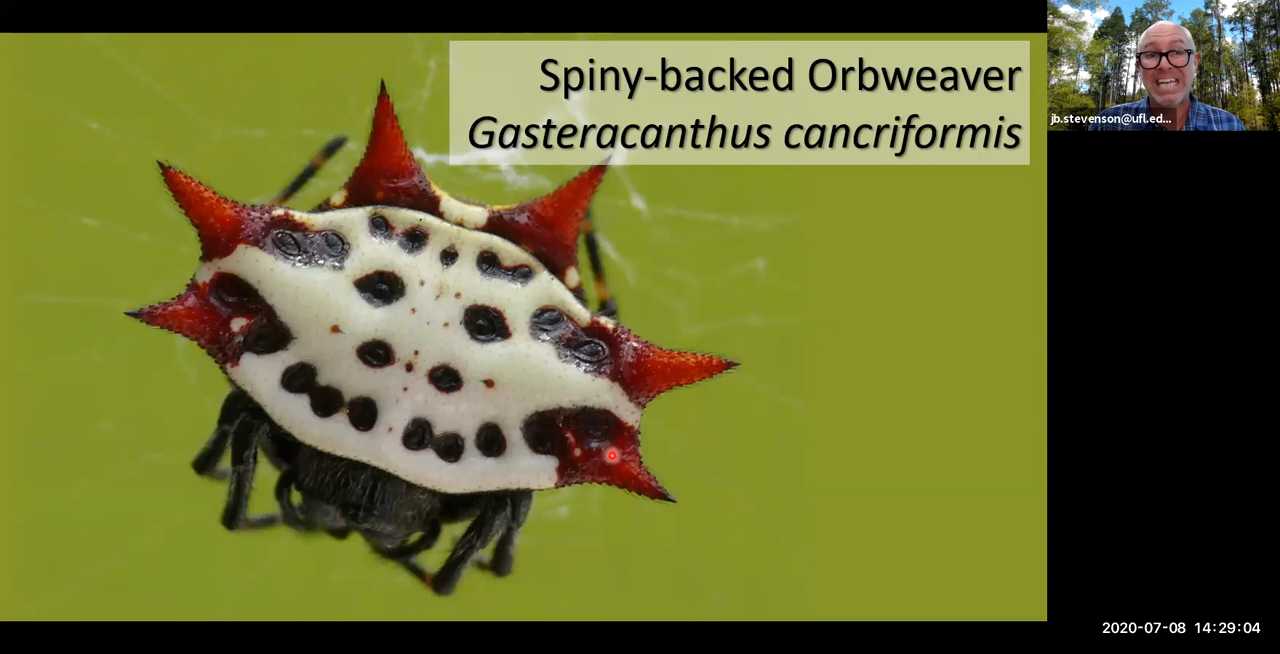 Spiny-backed Orbweaver
Gasteracanthus cancriformis
jb.stevenson@ufl.ed...
2020-07-08 14:29:04